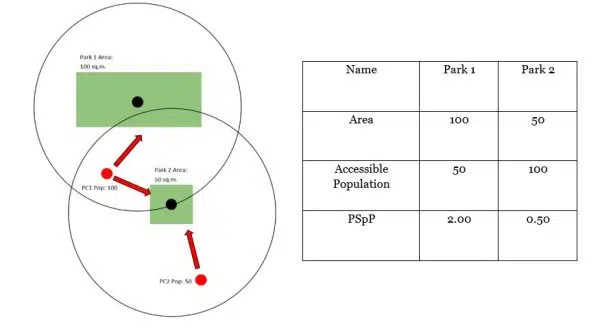 Park 1 Area:
100 sq.m.
PC1 Pop: 100
Park 2 Area:
50 sq.m.
PC2 Pop: 50
Name Park 1 Park 2
Area 100 50
Accessible
Population 50 100
PSpP 2.00 0.50